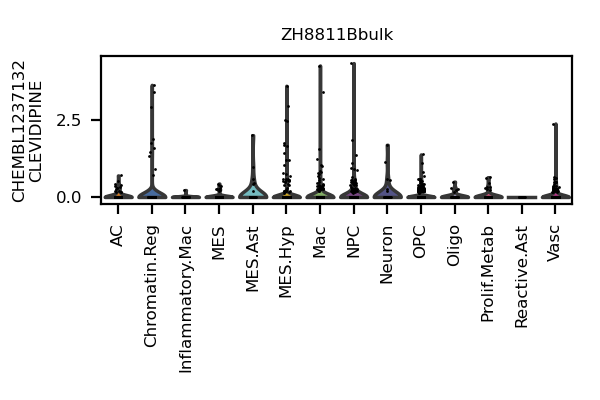 ZH8811Bbulk
CHEMBL1237132
CLEVIDIPINE
2.5
0.0
AC
Chromatin.Reg
Inflammatory.Mac
MES
MES.Ast
MES.Hyp
Mac
NPC
Neuron
OPC
Oligo
Prolif.Metab
Reactive.Ast
Vasc